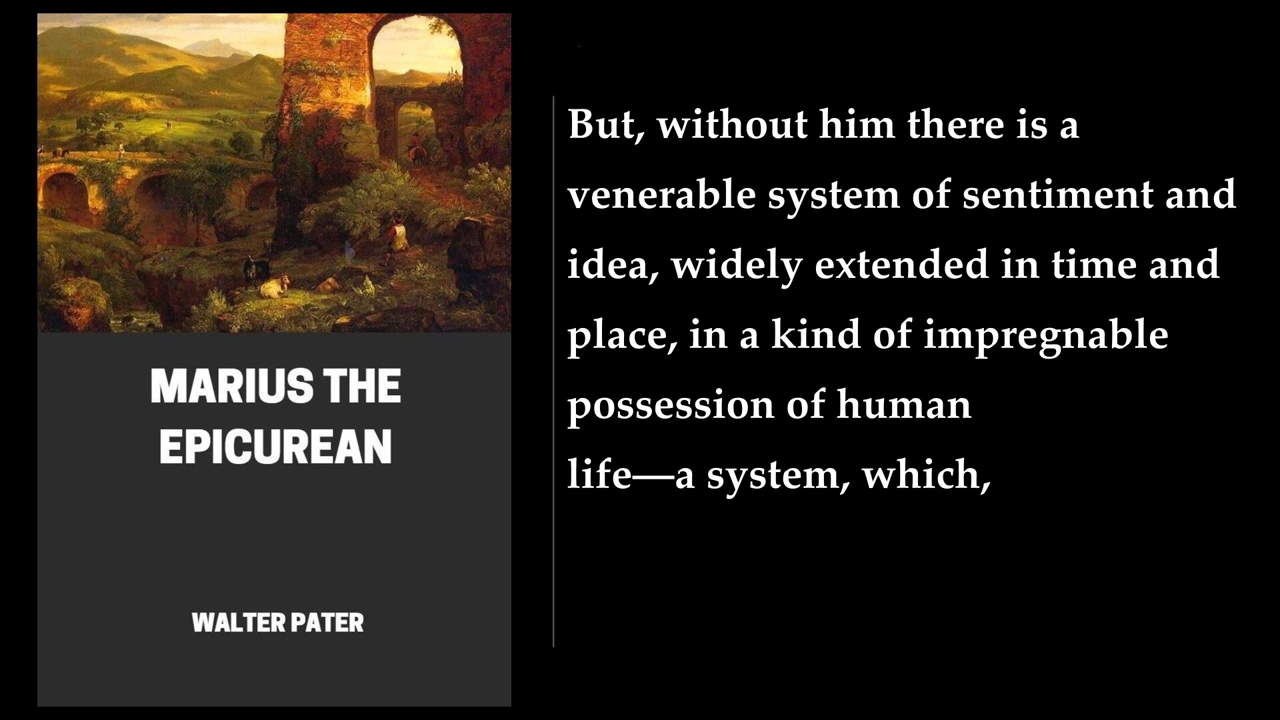 MARIUS THE
EPICUREAN
WALTER PATER
But, without him there is a
venerable system of sentiment and
idea, widely extended in time and
place, in a kind of impregnable
possession of human
life—a system, which,